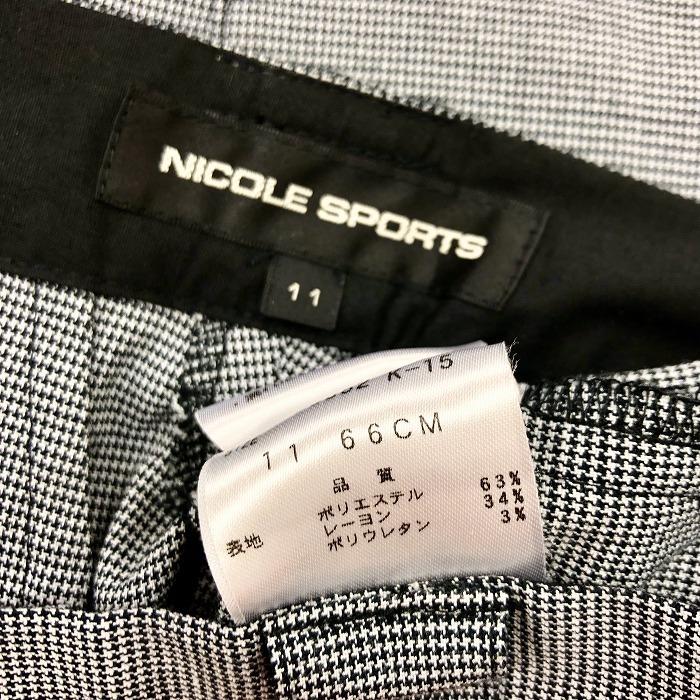 NICOLE SPORTS
11
K-15
11 66CM
品質
ポリエステル 63%
表地 レーヨン 34%
ポリウレタン 3%